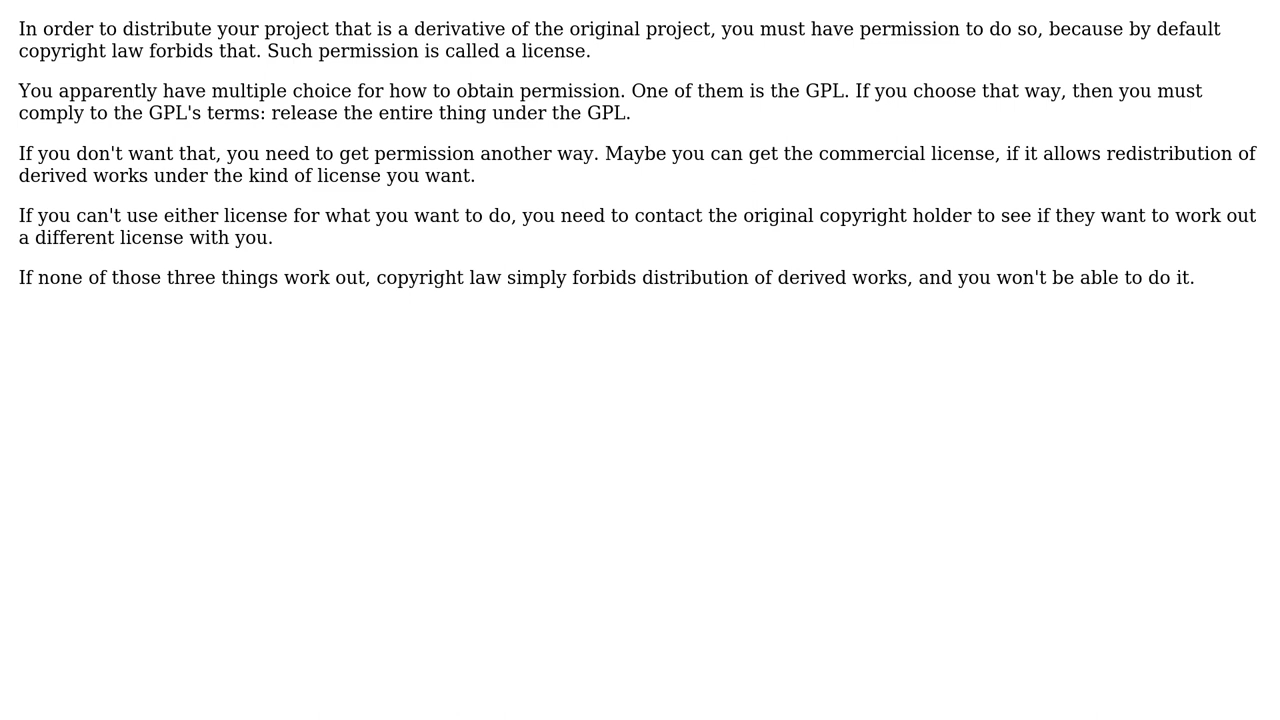 In order to distribute your project that is a derivative of the original project, you must have permission to do so, because by default
copyright law forbids that. Such permission is called a license.
You apparently have multiple choice for how to obtain permission. One of them is the GPL. If you choose that way, then you must
comply to the GPL's terms: release the entire thing under the GPL.
If you don't want that, you need to get permission another way. Maybe you can get the commercial license, if it allows redistribution of
derived works under the kind of license you want.
If you can't use either license for what you want to do, you need to contact the original copyright holder to see if they want to work out
a different license with you.
If none of those three things work out, copyright law simply forbids distribution of derived works, and you won't be able to do it.